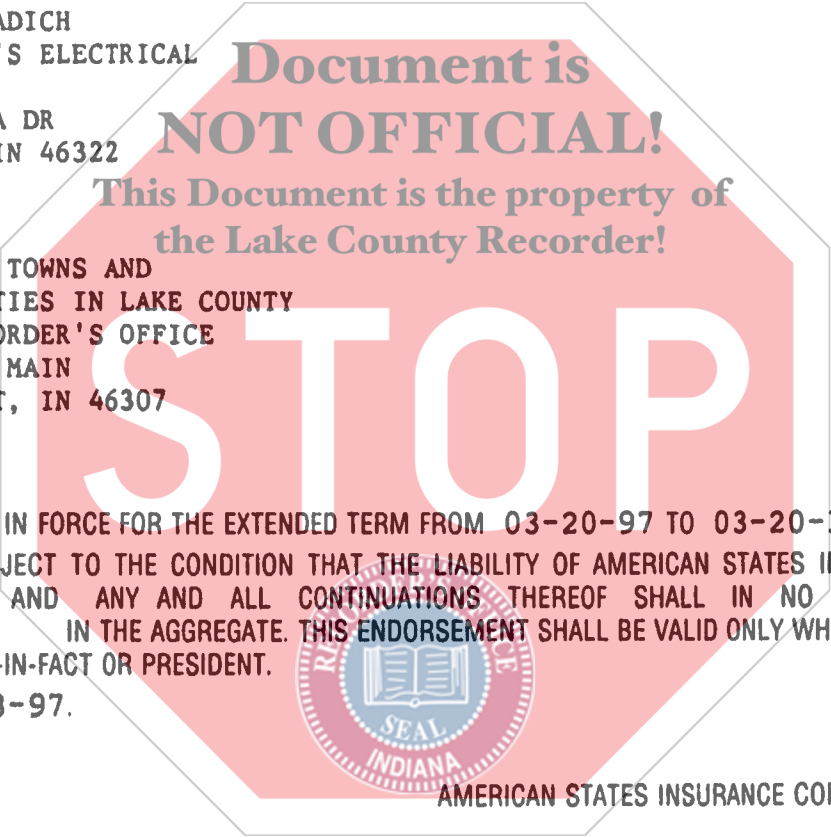 ADICH
'S ELECTRICAL
A DR
IN 46322
Document is
NOT OFFICIAL!
This Document is the property of
the Lake County Recorder!
TOWNS AND
TIES IN LAKE COUNTY
ORDER'S OFFICE
MAIN
T, IN 46307
STOP
IN FORCE FOR THE EXTENDED TERM FROM 03-20-97 TO 03-20-
JECT TO THE CONDITION THAT THE LIABILITY OF AMERICAN STATES I
AND ANY AND ALL CONTINUATIONS THEREOF SHALL IN NO
IN THE AGGREGATE. THIS ENDORSEMENT SHALL BE VALID ONLY WH
-IN-FACT OR PRESIDENT.
-97.
RECORDER'S OFFICE
SEAL
INDIANA
AMERICAN STATES INSURANCE CO